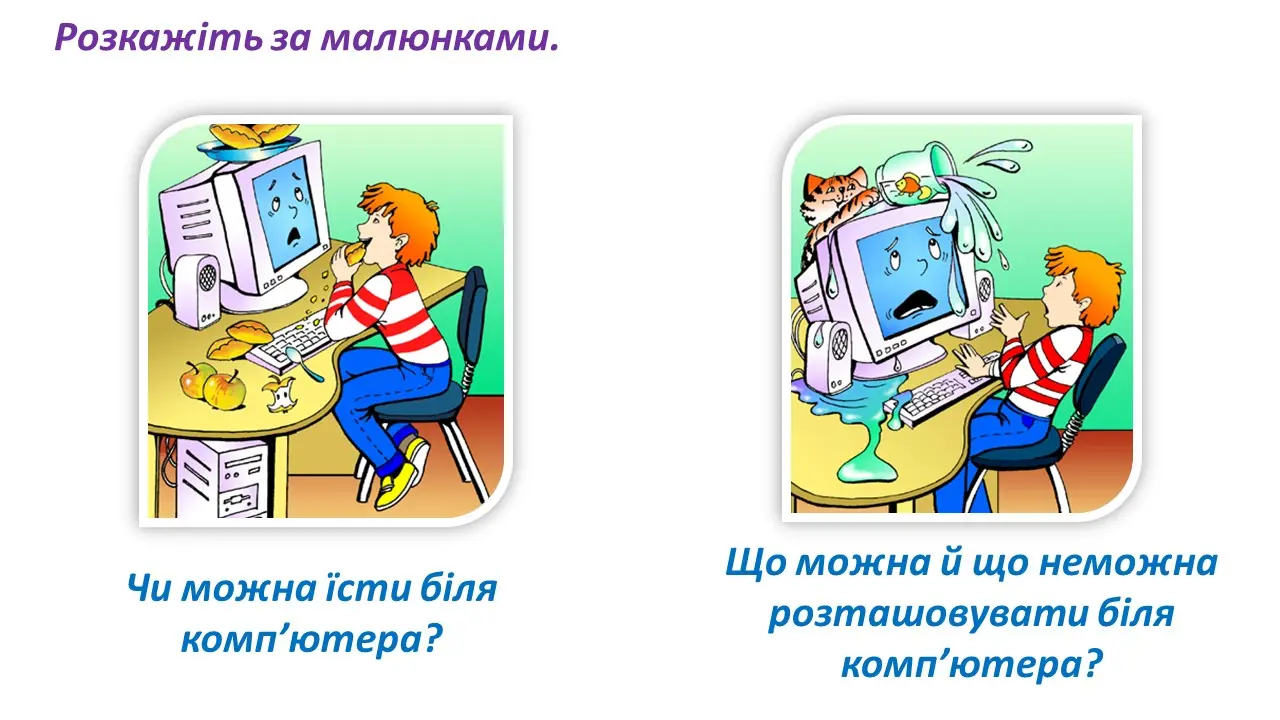 Розкажіть за малюнками.
Чи можна їсти біля
комп’ютера?
Що можна й що неможна
розташовувати біля
комп’ютера?